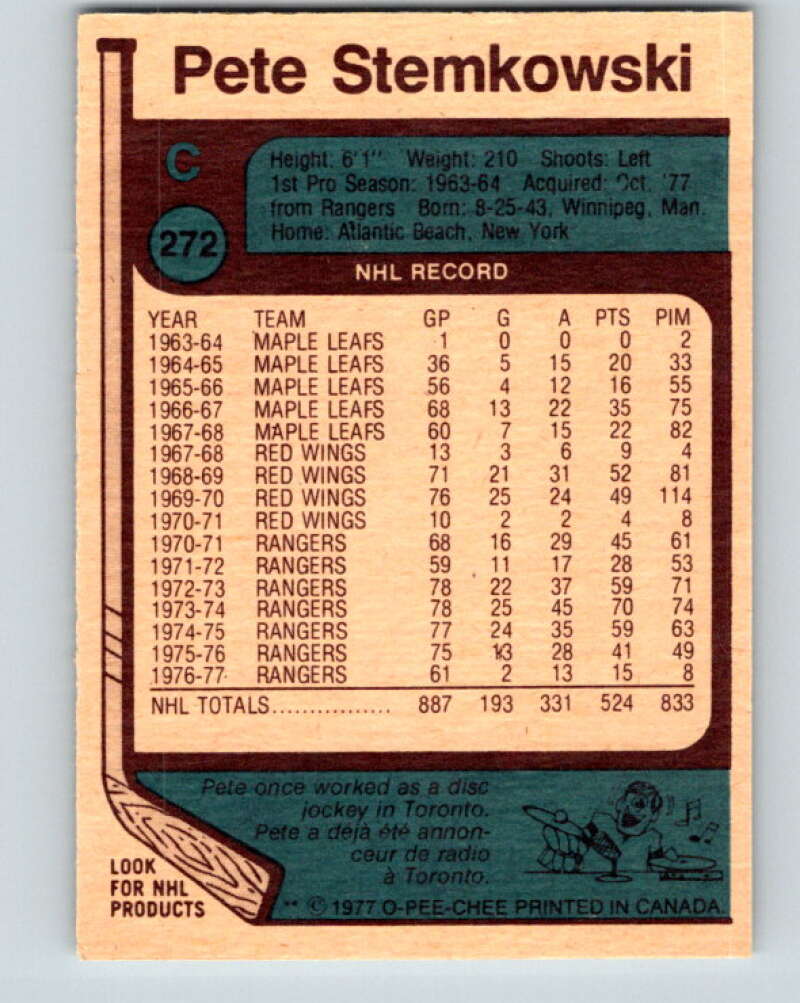 Pete Stemkowski
C
272
Height: 6'1" Weight: 210 Shoots: Left
1st Pro Season: 1963-64 Acquired: Oct. '77
from Rangers Born: 8-25-43, Winnipeg, Man.
Home: Atlantic Beach, New York
NHL RECORD
YEAR TEAM GP G A PTS PIM
1963-64 MAPLE LEAFS 1 0 0 0 2
1964-65 MAPLE LEAFS 36 5 15 20 33
1965-66 MAPLE LEAFS 56 4 12 16 55
1966-67 MAPLE LEAFS 68 13 22 35 75
1967-68 MAPLE LEAFS 60 7 15 22 82
1967-68 RED WINGS 13 3 6 9 4
1968-69 RED WINGS 71 21 31 52 81
1969-70 RED WINGS 76 25 24 49 114
1970-71 RED WINGS 10 2 2 4 8
1970-71 RANGERS 68 16 29 45 61
1971-72 RANGERS 59 11 17 28 53
1972-73 RANGERS 78 22 37 59 71
1973-74 RANGERS 78 25 45 70 74
1974-75 RANGERS 77 24 35 59 63
1975-76 RANGERS 75 13 28 41 49
1976-77 RANGERS 61 2 13 15 8
NHL TOTALS................ 887 193 331 524 833
Pete once worked as a disc
jockey in Toronto.
Pete a déjà été annon-
ceur de radio
à Toronto.
LOOK
FOR NHL
PRODUCTS
** © 1977 O-PEE-CHEE PRINTED IN CANADA